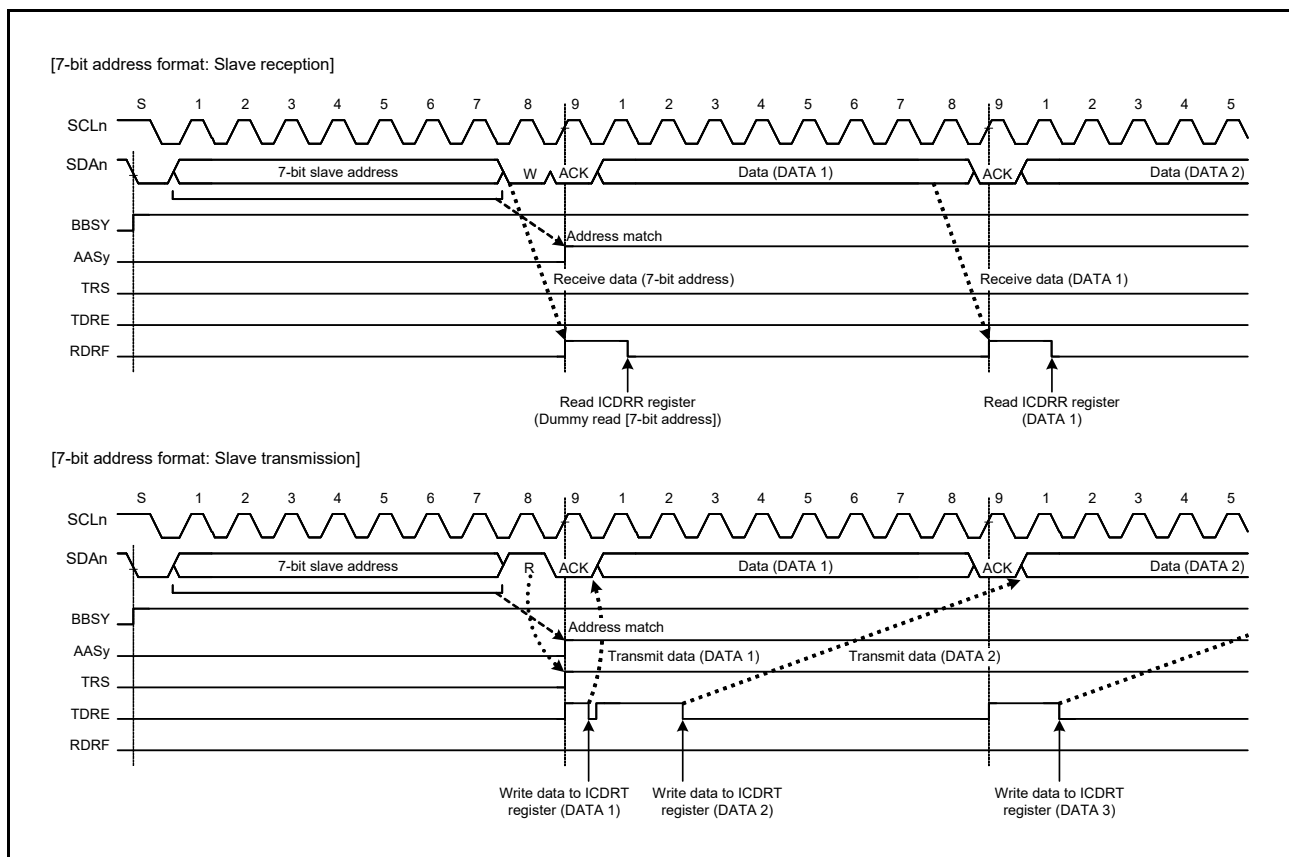 [7-bit address format: Slave reception]
S 1 2 3 4 5 6 7 8 9 1 2 3 4 5 6 7 8 9 1 2 3 4 5
SCLn
SDAn 7-bit slave address W ACK Data (DATA 1) ACK Data (DATA 2)
BBSY
Address match
AASy
Receive data (7-bit address) Receive data (DATA 1)
TRS
TDRE
RDRF
Read ICDRR register
(Dummy read [7-bit address])
Read ICDRR register
(DATA 1)
[7-bit address format: Slave transmission]
S 1 2 3 4 5 6 7 8 9 1 2 3 4 5 6 7 8 9 1 2 3 4 5
SCLn
SDAn 7-bit slave address R ACK Data (DATA 1) ACK Data (DATA 2)
BBSY
Address match
AASy
Transmit data (DATA 1) Transmit data (DATA 2)
TRS
TDRE
RDRF
Write data to ICDRT
register (DATA 1)
Write data to ICDRT
register (DATA 2)
Write data to ICDRT
register (DATA 3)